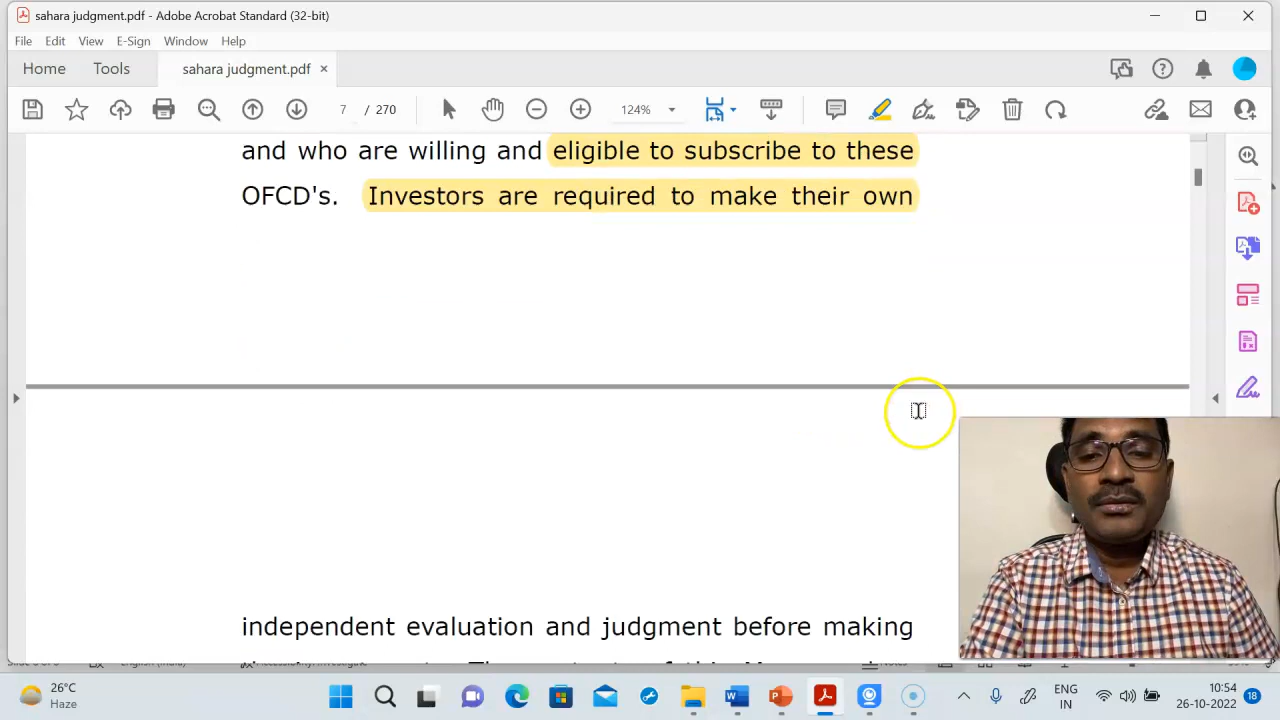 sahara judgment.pdf - Adobe Acrobat Standard (32-bit)
File Edit View E-Sign Window Help
Home Tools sahara judgment.pdf ×
7 / 270 124%
and who are willing and eligible to subscribe to these
OFCD's. Investors are required to make their own
independent evaluation and judgment before making
26°C
Haze
ENG
IN
10:54
26-10-2022
18